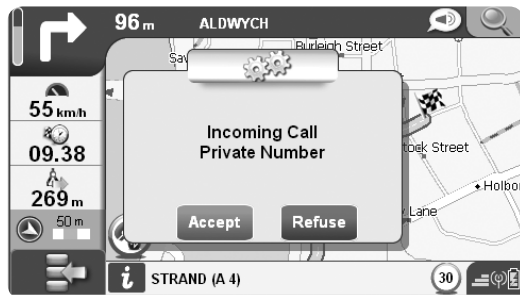 96 m ALDWYCH
Burleigh Street
55 km/h
09.38
269 m
50 m
Incoming Call
Private Number
Accept Refuse
Street
Lane
STRAND (A 4)
30